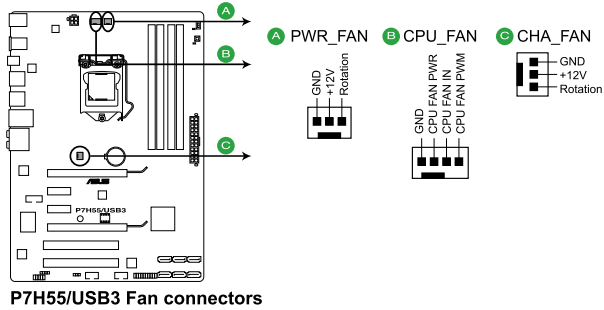 A
B
C
A PWR_FAN
GND
+12V
Rotation
B CPU_FAN
GND
CPU FAN PWR
CPU FAN IN
CPU FAN PWM
C CHA_FAN
GND
+12V
Rotation
ASUS
P7H55/USB3
P7H55/USB3 Fan connectors